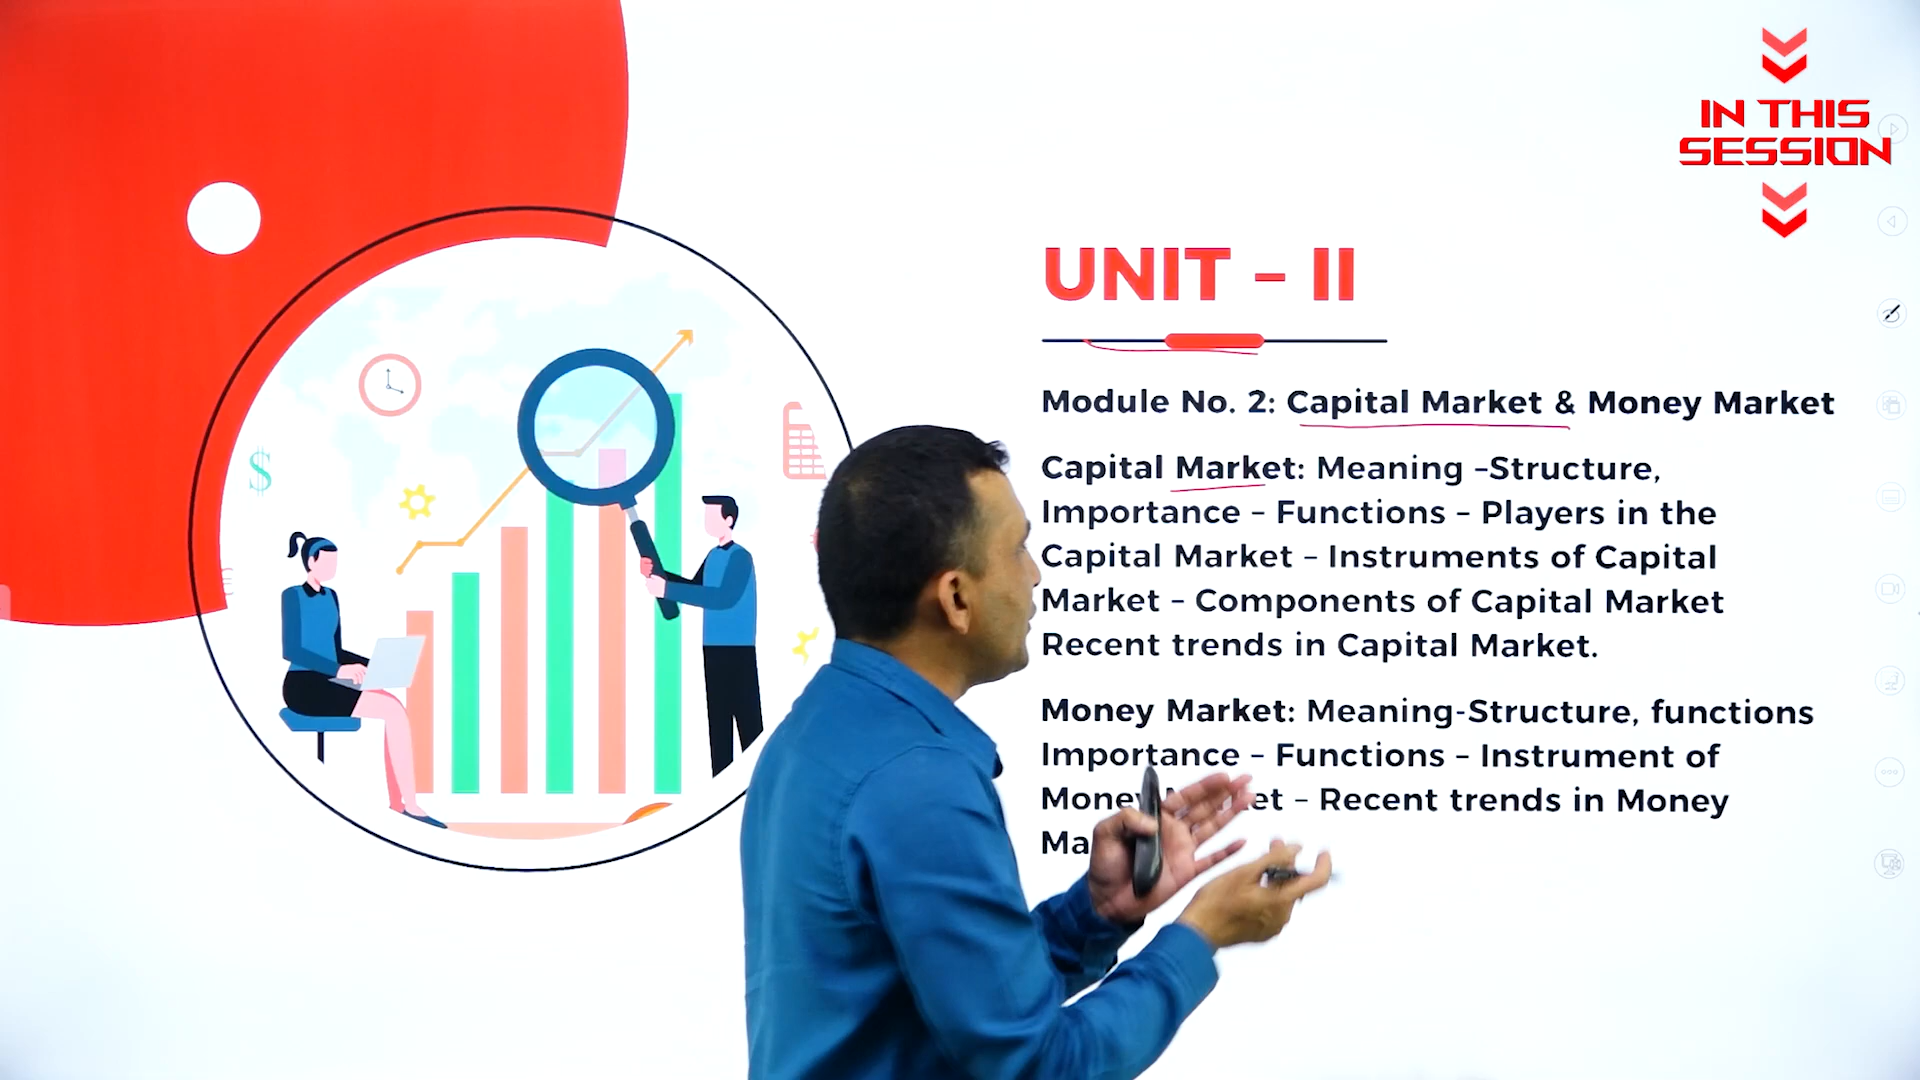 IN THIS
SESSION
UNIT – II
Module No. 2: Capital Market & Money Market
Capital Market: Meaning –Structure,
Importance – Functions – Players in the
Capital Market – Instruments of Capital
Market – Components of Capital Market
Recent trends in Capital Market.
Money Market: Meaning-Structure, functions
Importance – Functions – Instrument of
– Recent trends in Money